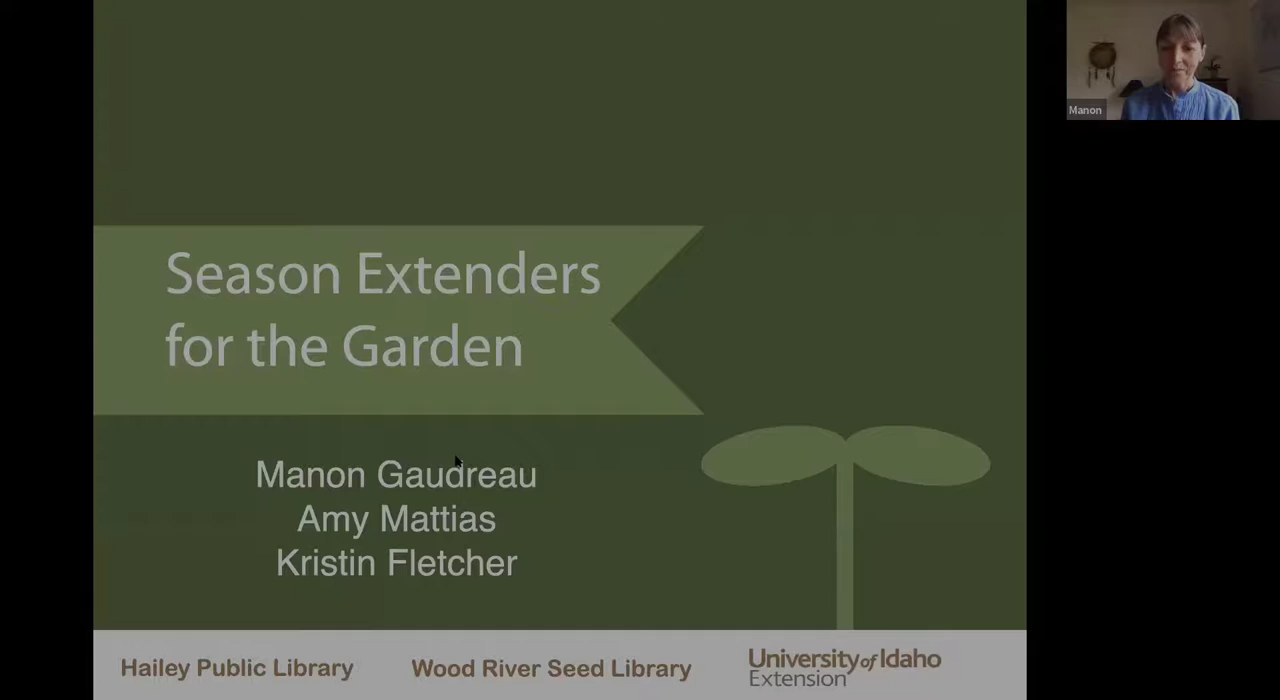 Season Extenders
for the Garden
Manon Gaudreau
Amy Mattias
Kristin Fletcher
Hailey Public Library
Wood River Seed Library
University of Idaho
Extension
Manon